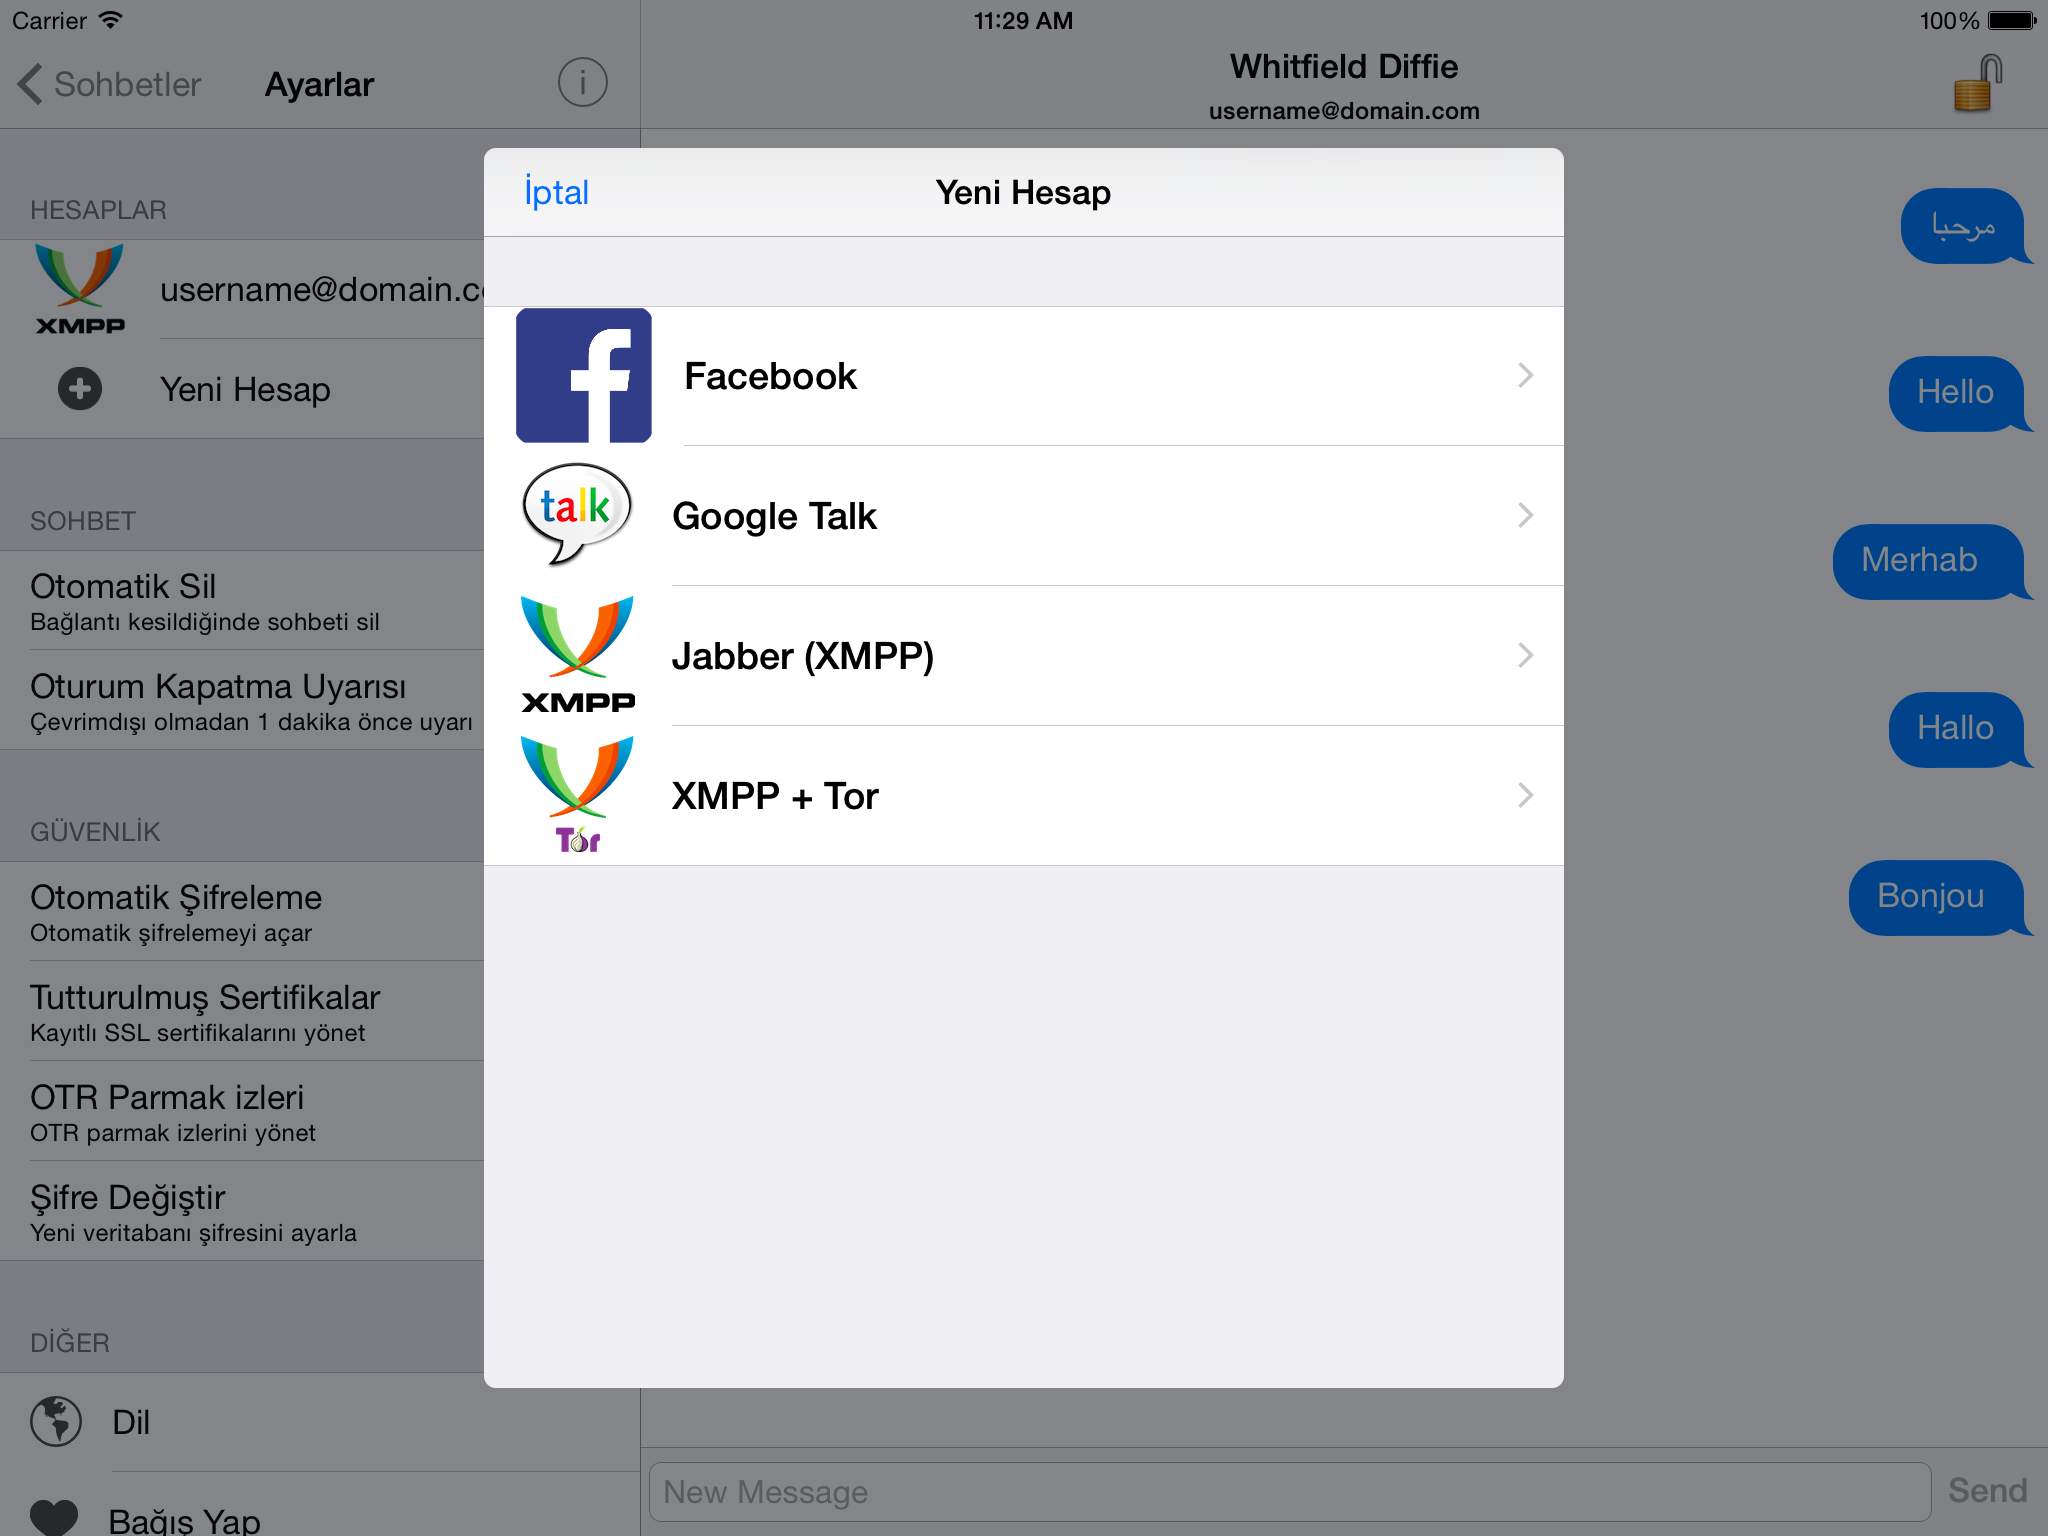 Carrier
11:29 AM
100%
Sohbetler
Ayarlar
Whitfield Diffie
username@domain.com
HESAPLAR
XMPP
username@domain.c
Yeni Hesap
SOHBET
Otomatik Sil
Bağlantı kesildiğinde sohbeti sil
Oturum Kapatma Uyarısı
Çevrimdışı olmadan 1 dakika önce uyarı
GÜVENLİK
Otomatik Şifreleme
Otomatik şifrelemeyi açar
Tutturulmuş Sertifikalar
Kayıtlı SSL sertifikalarını yönet
OTR Parmak izleri
OTR parmak izlerini yönet
Şifre Değiştir
Yeni veritabanı şifresini ayarla
DİĞER
Dil
Bağış Yap
İptal
Yeni Hesap
Facebook
talk
Google Talk
XMPP
Jabber (XMPP)
Tor
XMPP + Tor
مرحبا
Hello
Merhab
Hallo
Bonjou
New Message
Send